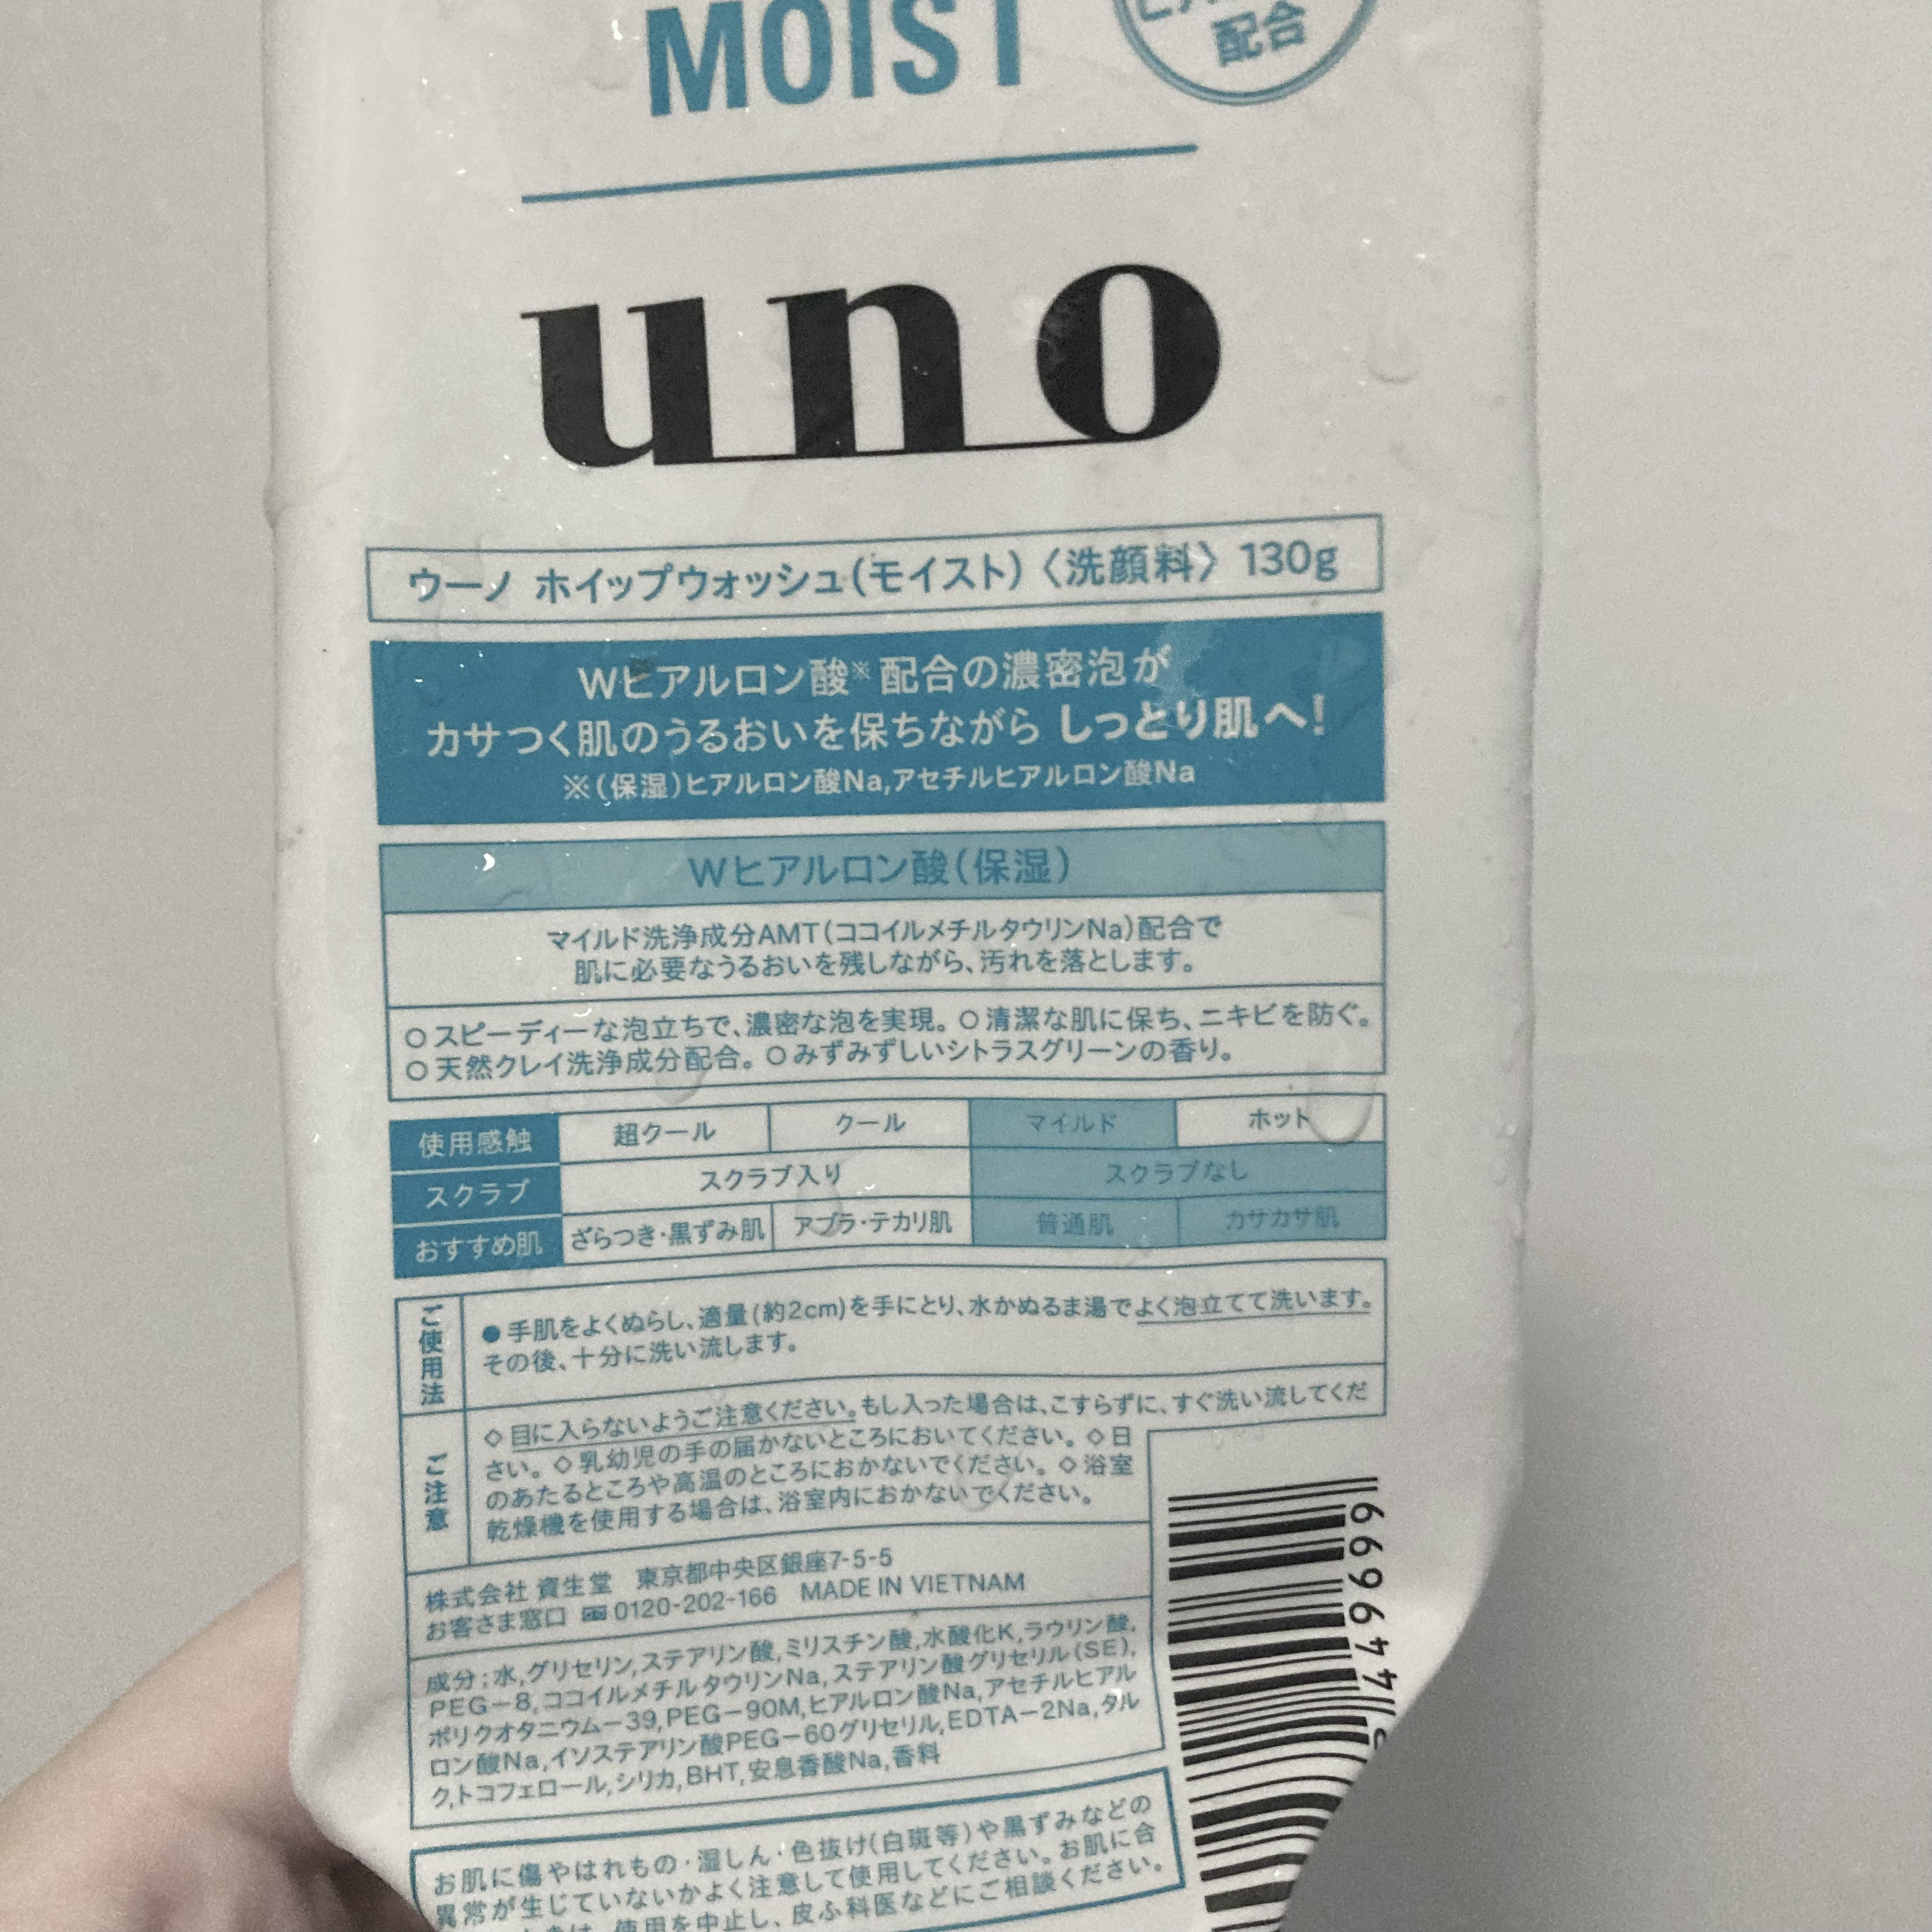 MOIST
配合
uno
ウーノ ホイップウォッシュ(モイスト)〈洗顔料〉130g
Wヒアルロン酸※配合の濃密泡が
カサつく肌のうるおいを保ちながら しっとり肌へ!
※(保湿)ヒアルロン酸Na,アセチルヒアルロン酸Na
Wヒアルロン酸(保湿)
マイルド洗浄成分AMT(ココイルメチルタウリンNa)配合で
肌に必要なうるおいを残しながら、汚れを落とします。
○スピーディーな泡立ちで、濃密な泡を実現。○清潔な肌に保ち、ニキビを防ぐ。
○天然クレイ洗浄成分配合。○みずみずしいシトラスグリーンの香り。
使用感触 超クール クール マイルド ホット
スクラブ スクラブ入り スクラブなし
おすすめ肌 ざらつき・黒ずみ肌 アブラ・テカリ肌 普通肌 カサカサ肌
ご使用法
●手肌をよくぬらし、適量(約2cm)を手にとり、水かぬるま湯でよく泡立てて洗います。
その後、十分に洗い流します。
ご注意
◇目に入らないようご注意ください。もし入った場合は、こすらずに、すぐ洗い流してくだ
さい。◇乳幼児の手の届かないところにおいてください。◇日
のあたるところや高温のところにおかないでください。◇浴室
乾燥機を使用する場合は、浴室内におかないでください。
株式会社 資生堂 東京都中央区銀座7-5-5
お客さま窓口 0120-202-166 MADE IN VIETNAM
成分:水,グリセリン,ステアリン酸,ミリスチン酸,水酸化K,ラウリン酸,
PEG-8,ココイルメチルタウリンNa,ステアリン酸グリセリル(SE),
ポリクオタニウム-39,PEG-90M,ヒアルロン酸Na,アセチルヒアル
ロン酸Na,イソステアリン酸PEG-60グリセリル,EDTA-2Na,タル
ク,トコフェロール,シリカ,BHT,安息香酸Na,香料
お肌に傷やはれもの・湿しん・色抜け(白斑等)や黒ずみなどの
異常が生じていないかよく注意して使用してください。お肌に合
使用を中止し、皮ふ科医などにご相談ください。